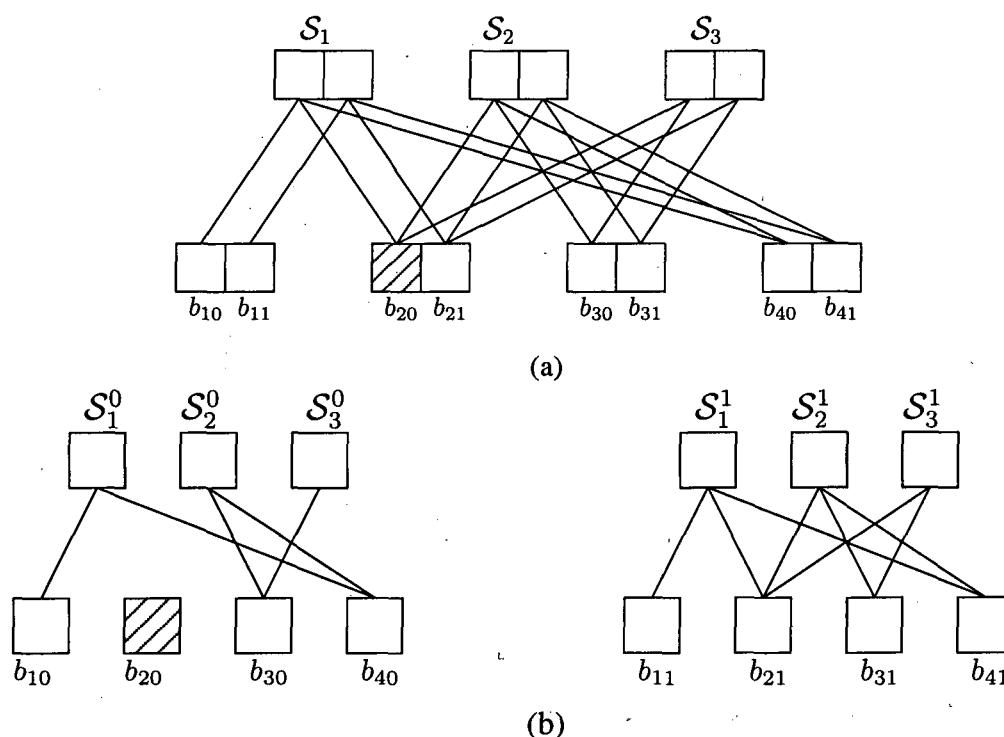 S₁ S₂ S₃
b₁₀ b₁₁ b₂₀ b₂₁ b₃₀ b₃₁ b₄₀ b₄₁
(a)
S₁⁰ S₂⁰ S₃⁰ S₁¹ S₂¹ S₃¹
b₁₀ b₂₀ b₃₀ b₄₀ b₁₁ b₂₁ b₃₁ b₄₁
(b)